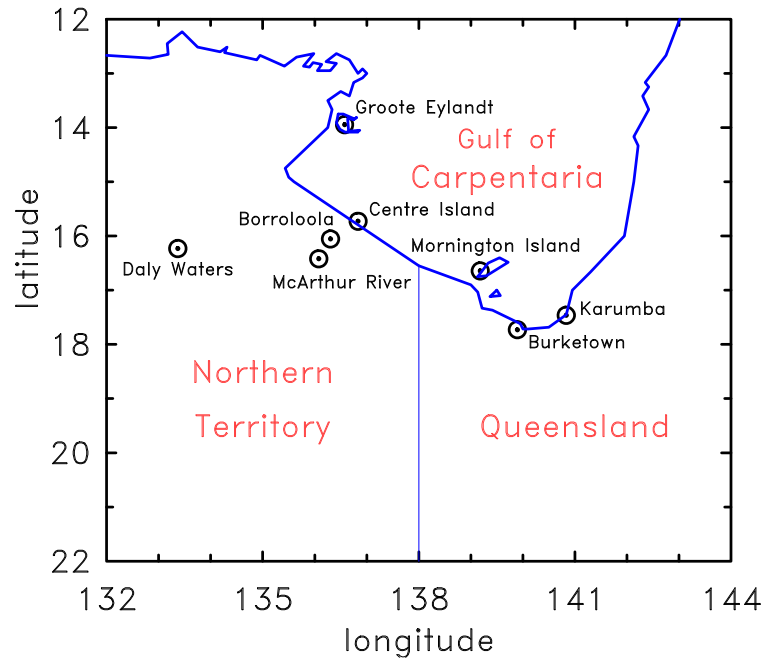 12
Groote Eylandt
14
Gulf of
Carpentaria
Centre Island
Borroloola
16
Mornington Island
Daly Waters
McArthur River
Karumba
18
Burketown
Northern
Territory
Queensland
20
22
132
135
138
141
144
longitude
latitude